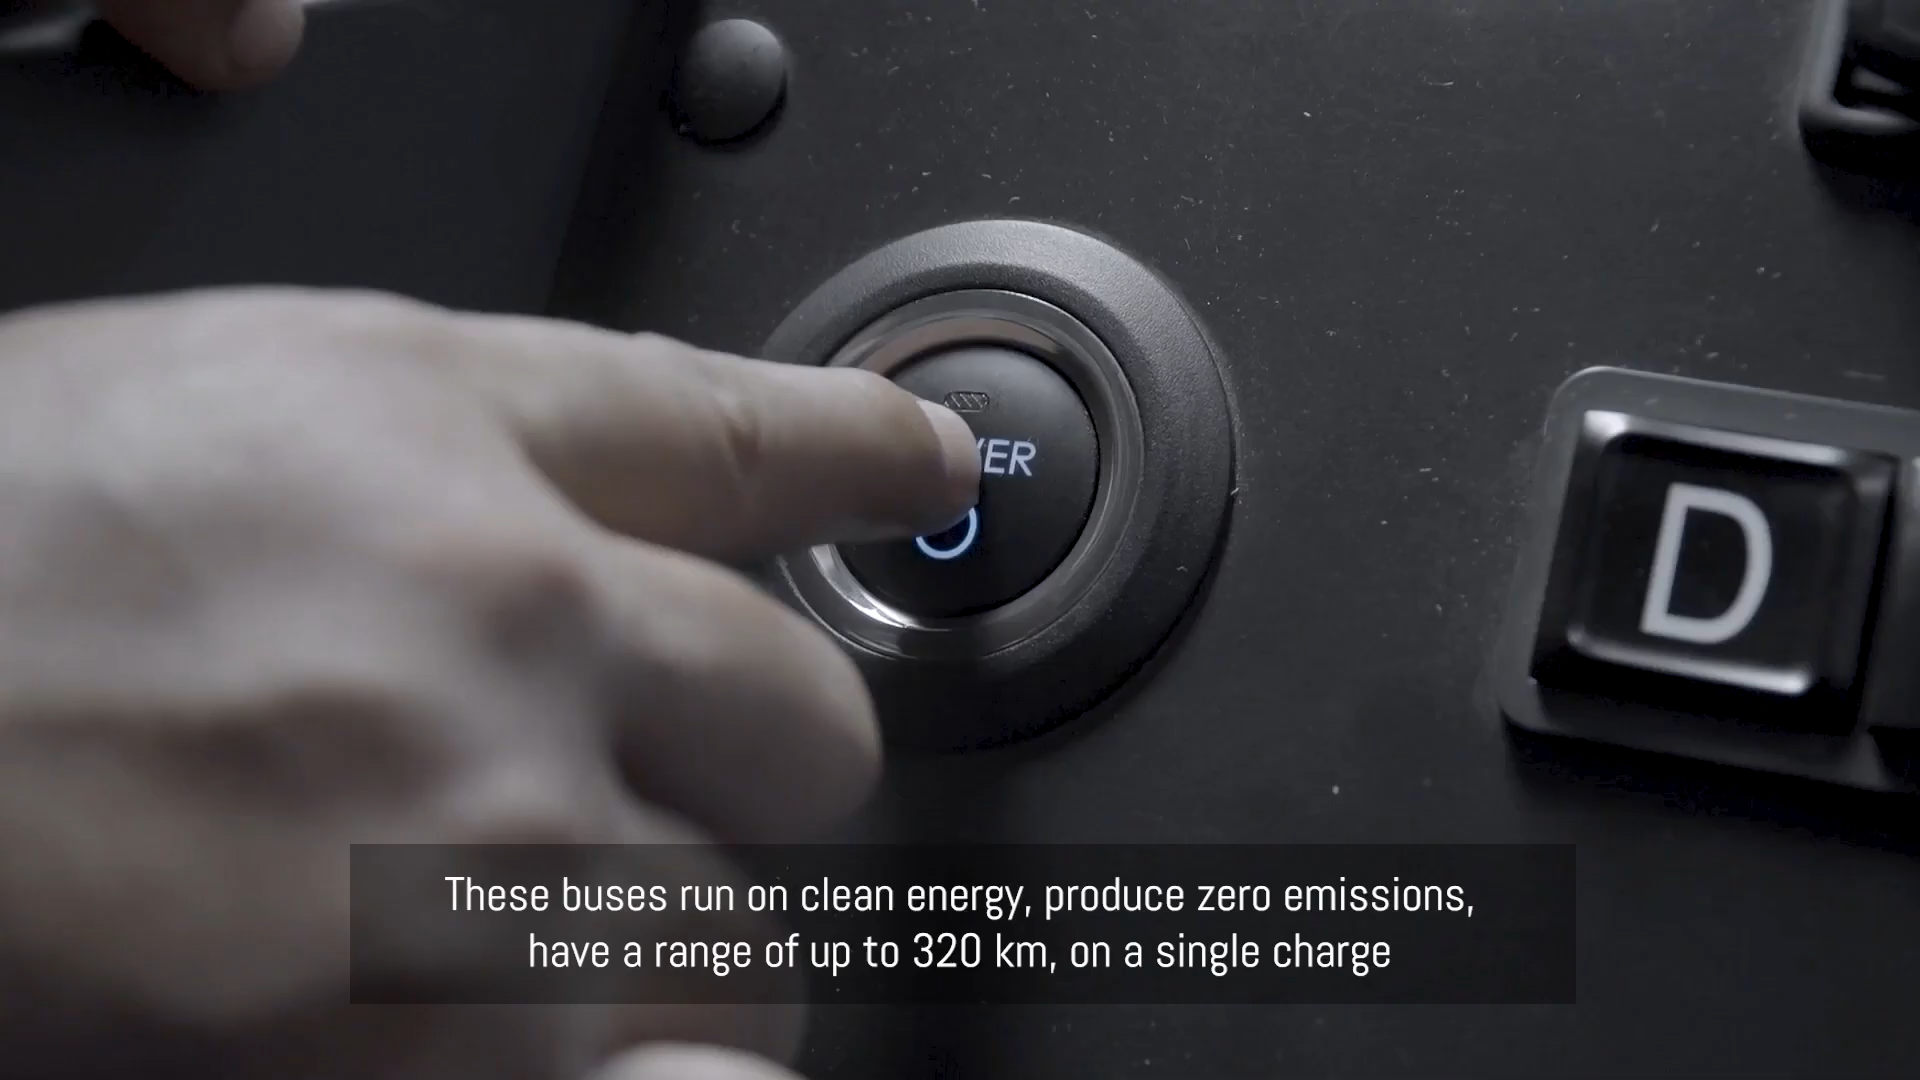 VER
D
These buses run on clean energy, produce zero emissions,
have a range of up to 320 km, on a single charge